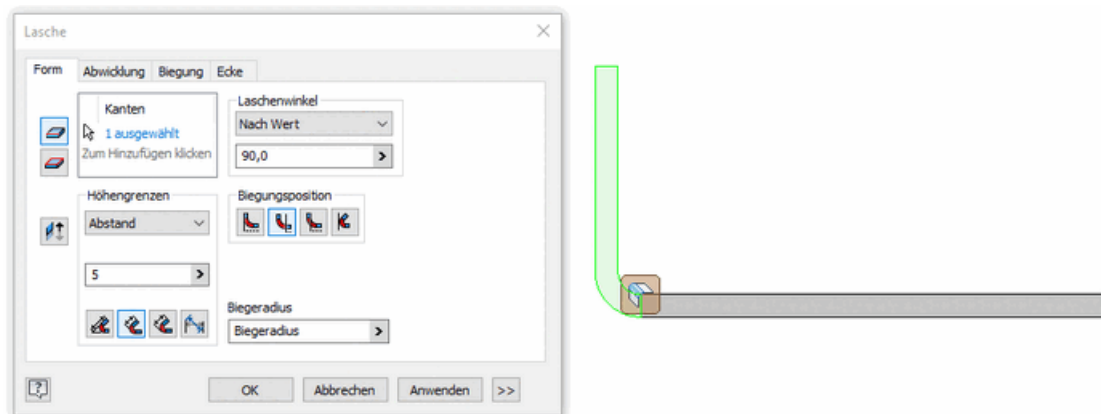 Lasche
Form Abwicklung Biegung Ecke
Kanten
1 ausgewählt
Zum Hinzufügen klicken
Laschenwinkel
Nach Wert
90,0
Höhengrenzen
Abstand
5
Biegungsposition
Biegeradius
Biegeradius
OK Abbrechen Anwenden >>